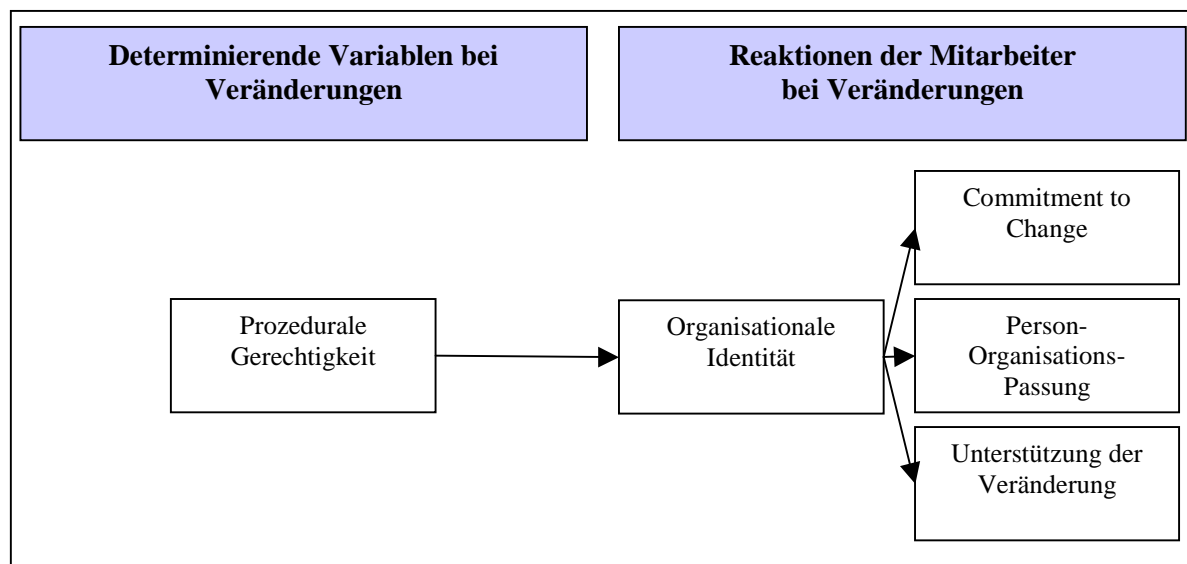 Determinierende Variablen bei
Veränderungen
Reaktionen der Mitarbeiter
bei Veränderungen
Prozedurale
Gerechtigkeit
Organisationale
Identität
Commitment to
Change
Person-
Organisations-
Passung
Unterstützung der
Veränderung